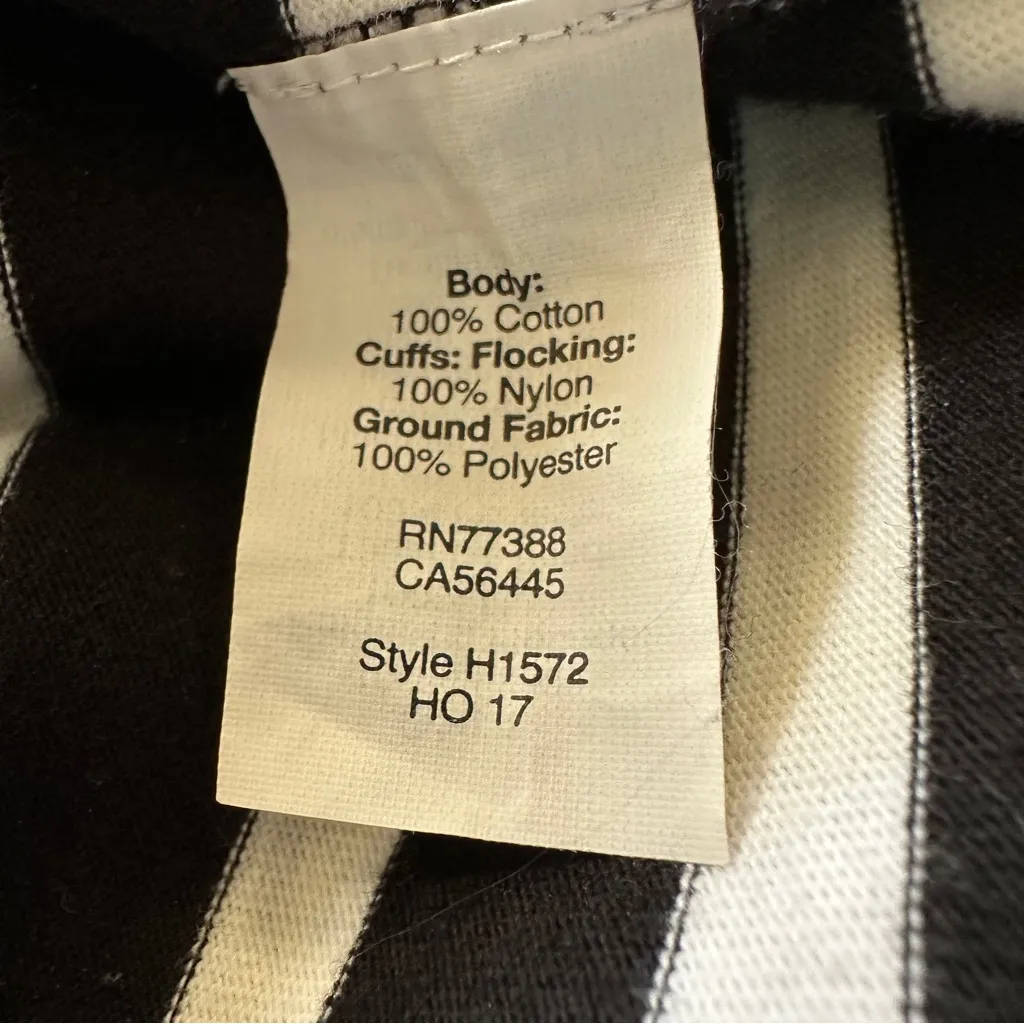 Body:
100% Cotton
Cuffs: Flocking:
100% Nylon
Ground Fabric:
100% Polyester
RN77388
CA56445
Style H1572
HO 17